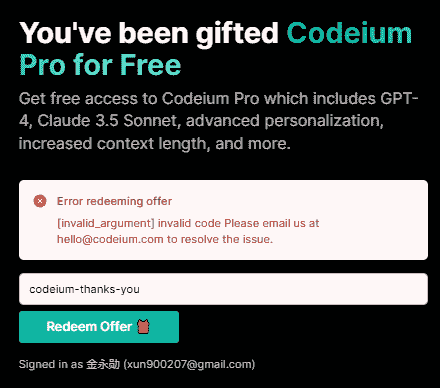 You've been gifted Codeium
Pro for Free
Get free access to Codeium Pro which includes GPT-
4, Claude 3.5 Sonnet, advanced personalization,
increased context length, and more.
Error redeeming offer
[invalid_argument] invalid code Please email us at
hello@codeium.com to resolve the issue.
codeium-thanks-you
Redeem Offer
Signed in as 金永勛 (xun900207@gmail.com)